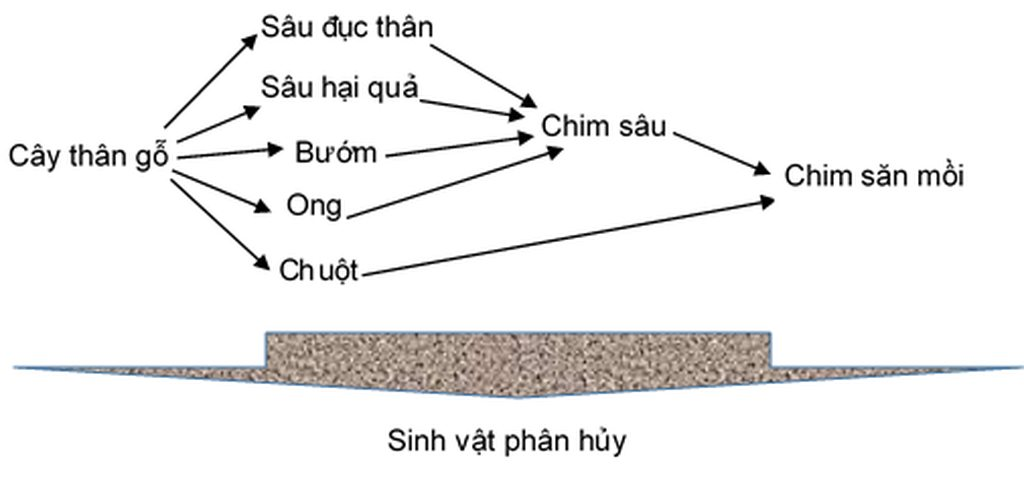 Sâu đục thân
Sâu hại quả
Chim sâu
Cây thân gỗ
Bướm
Chim săn mồi
Ong
Chuột
Sinh vật phân hủy